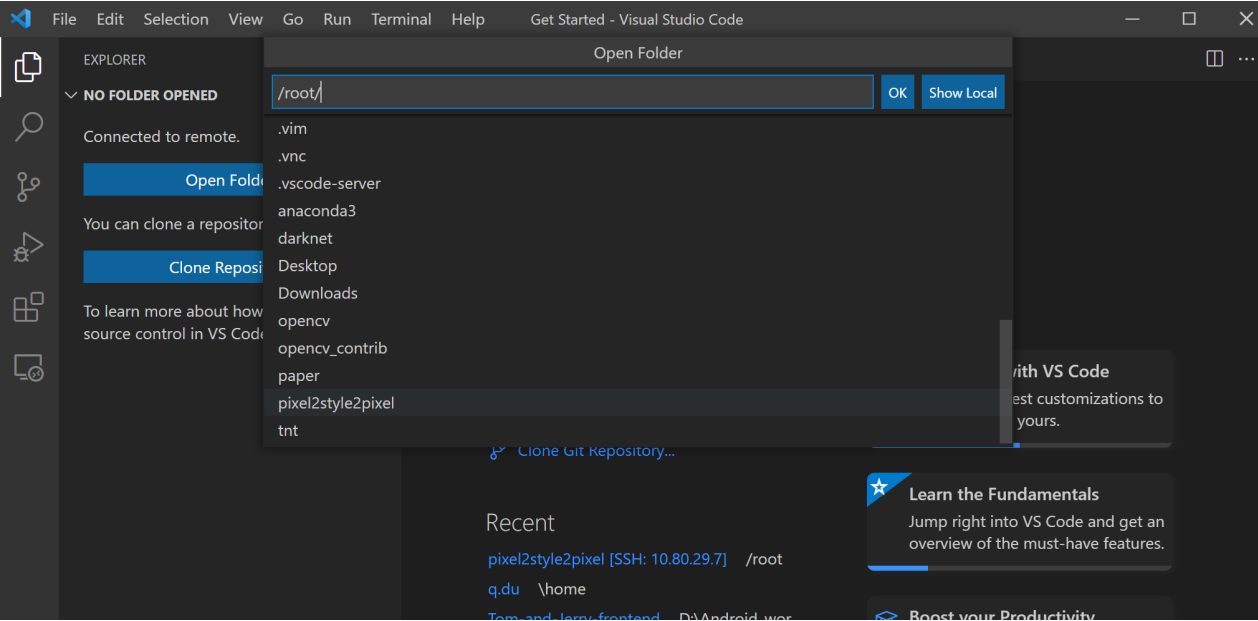 File Edit Selection View Go Run Terminal Help Get Started - Visual Studio Code
Open Folder
EXPLORER
/root/ OK Show Local
NO FOLDER OPENED
.vim
Connected to remote.
.vnc
Open Folde
.vscode-server
anaconda3
You can clone a repositor
darknet
Clone Reposi
Desktop
Downloads
To learn more about how
source control in VS Code
opencv
opencv_contrib
paper
pixel2style2pixel
tnt
with VS Code
est customizations to
yours.
Clone Git Repository...
Learn the Fundamentals
Jump right into VS Code and get an
overview of the must-have features.
Recent
pixel2style2pixel [SSH: 10.80.29.7] /root
q.du \home
Tom-and-Jerry-frontend D:\Android_wor
Boost your Productivity